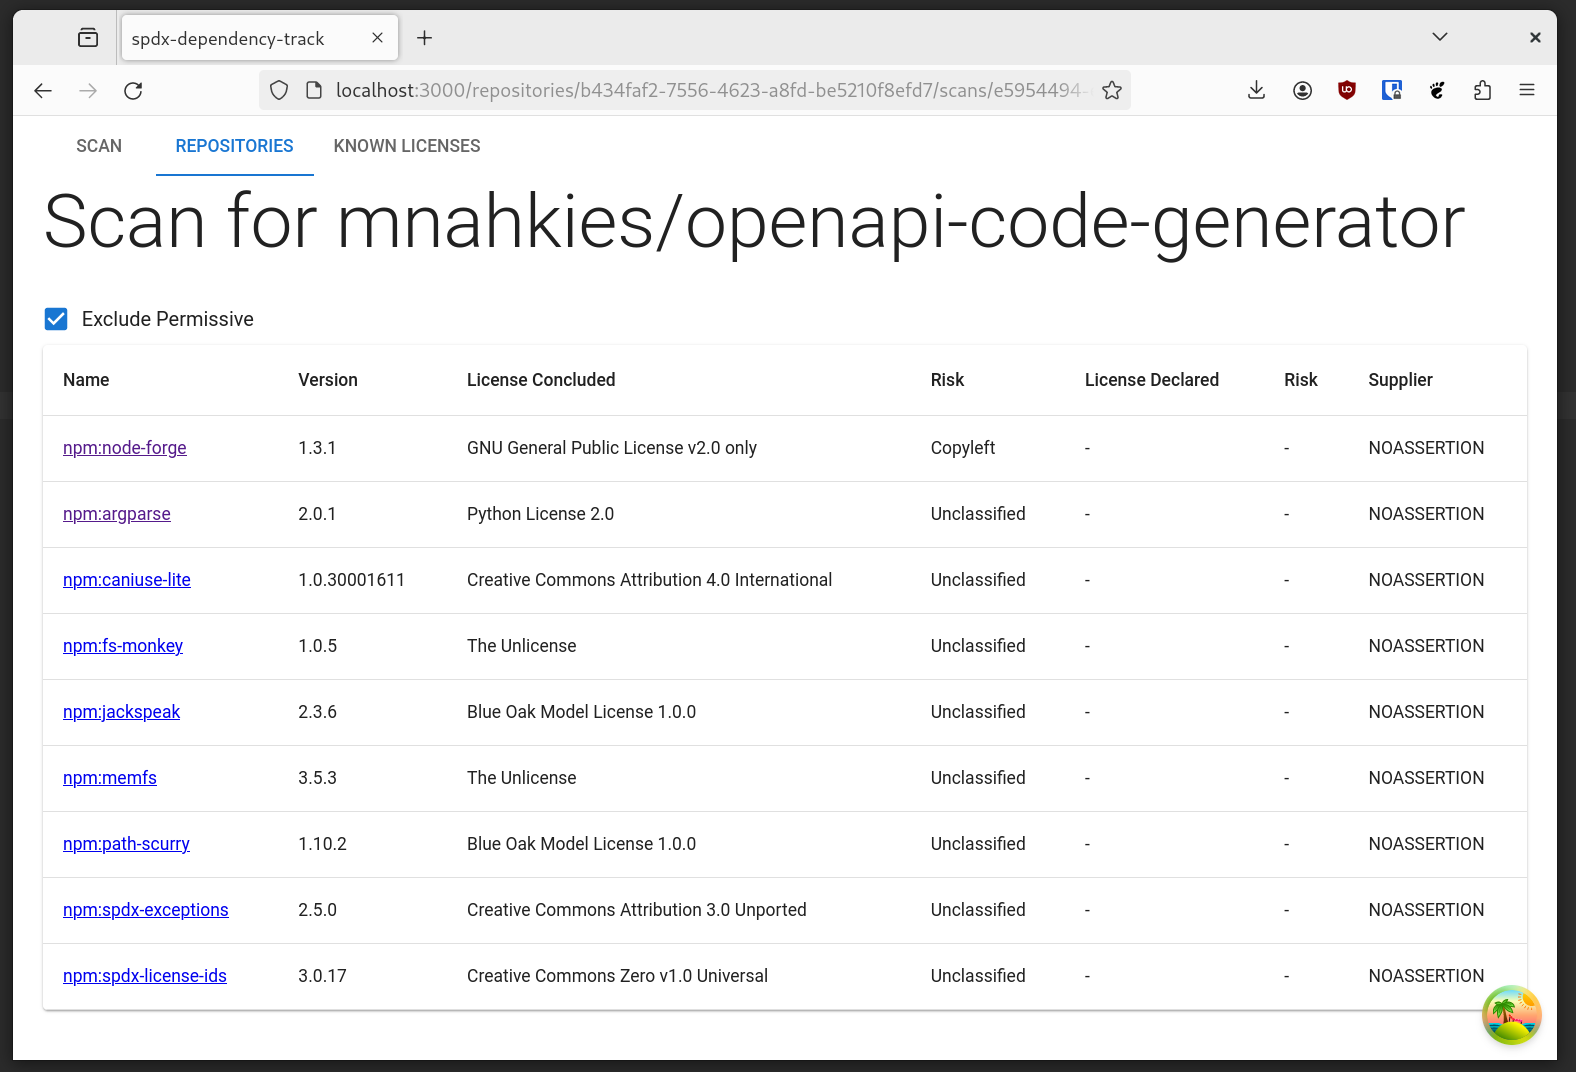 spdx-dependency-track
localhost:3000/repositories/b434faf2-7556-4623-a8fd-be5210f8efd7/scans/e5954494-
SCAN REPOSITORIES KNOWN LICENSES
Scan for mnahkies/openapi-code-generator
Exclude Permissive
Name Version License Concluded Risk License Declared Risk Supplier
npm:node-forge 1.3.1 GNU General Public License v2.0 only Copyleft - - NOASSERTION
npm:argparse 2.0.1 Python License 2.0 Unclassified - - NOASSERTION
npm:caniuse-lite 1.0.30001611 Creative Commons Attribution 4.0 International Unclassified - - NOASSERTION
npm:fs-monkey 1.0.5 The Unlicense Unclassified - - NOASSERTION
npm:jackspeak 2.3.6 Blue Oak Model License 1.0.0 Unclassified - - NOASSERTION
npm:memfs 3.5.3 The Unlicense Unclassified - - NOASSERTION
npm:path-scurry 1.10.2 Blue Oak Model License 1.0.0 Unclassified - - NOASSERTION
npm:spdx-exceptions 2.5.0 Creative Commons Attribution 3.0 Unported Unclassified - - NOASSERTION
npm:spdx-license-ids 3.0.17 Creative Commons Zero v1.0 Universal Unclassified - - NOASSERTION